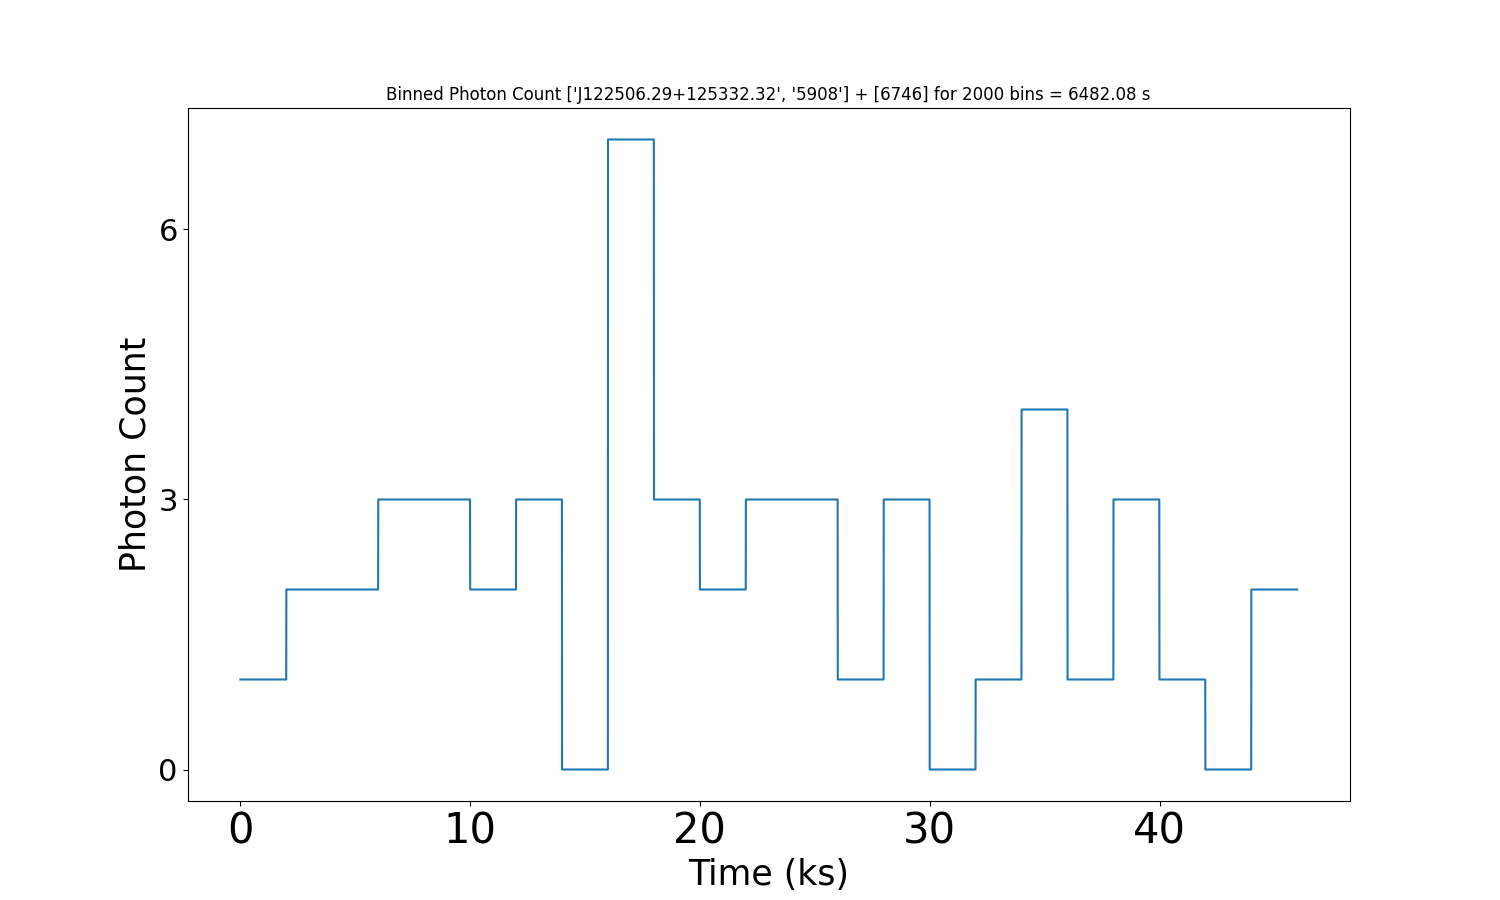 Binned Photon Count ['J122506.29+125332.32', '5908'] + [6746] for 2000 bins = 6482.08 s
6
3
0
Photon Count
0 10 20 30 40
Time (ks)